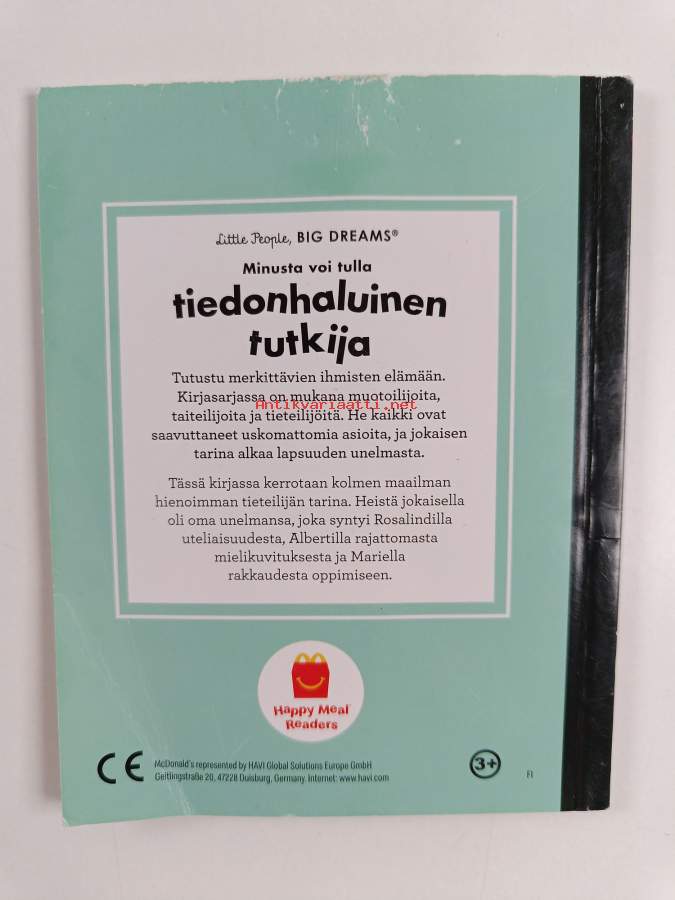 Little People, BIG DREAMS®
Minusta voi tulla
tiedonhaluinen
tutkija
Tutustu merkittävien ihmisten elämään.
Kirjasarjassa on mukana muotoilijoita,
Antikvariaatti.net
taiteilijoita ja tieteilijöitä. He kaikki ovat
saavuttaneet uskomattomia asioita, ja jokaisen
tarina alkaa lapsuuden unelmasta.
Tässä kirjassa kerrotaan kolmen maailman
hienoimman tieteilijän tarina. Heistä jokaisella
oli oma unelmansa, joka syntyi Rosalindilla
uteliaisuudesta, Albertilla rajattomasta
mielikuvituksesta ja Mariella
rakkaudesta oppimiseen.
Happy Meal
Readers
CE
McDonald's represented by HAVI Global Solutions Europe GmbH
Geitlingstraße 20, 47228 Duisburg, Germany. Internet: www.havi.com
3+
FI